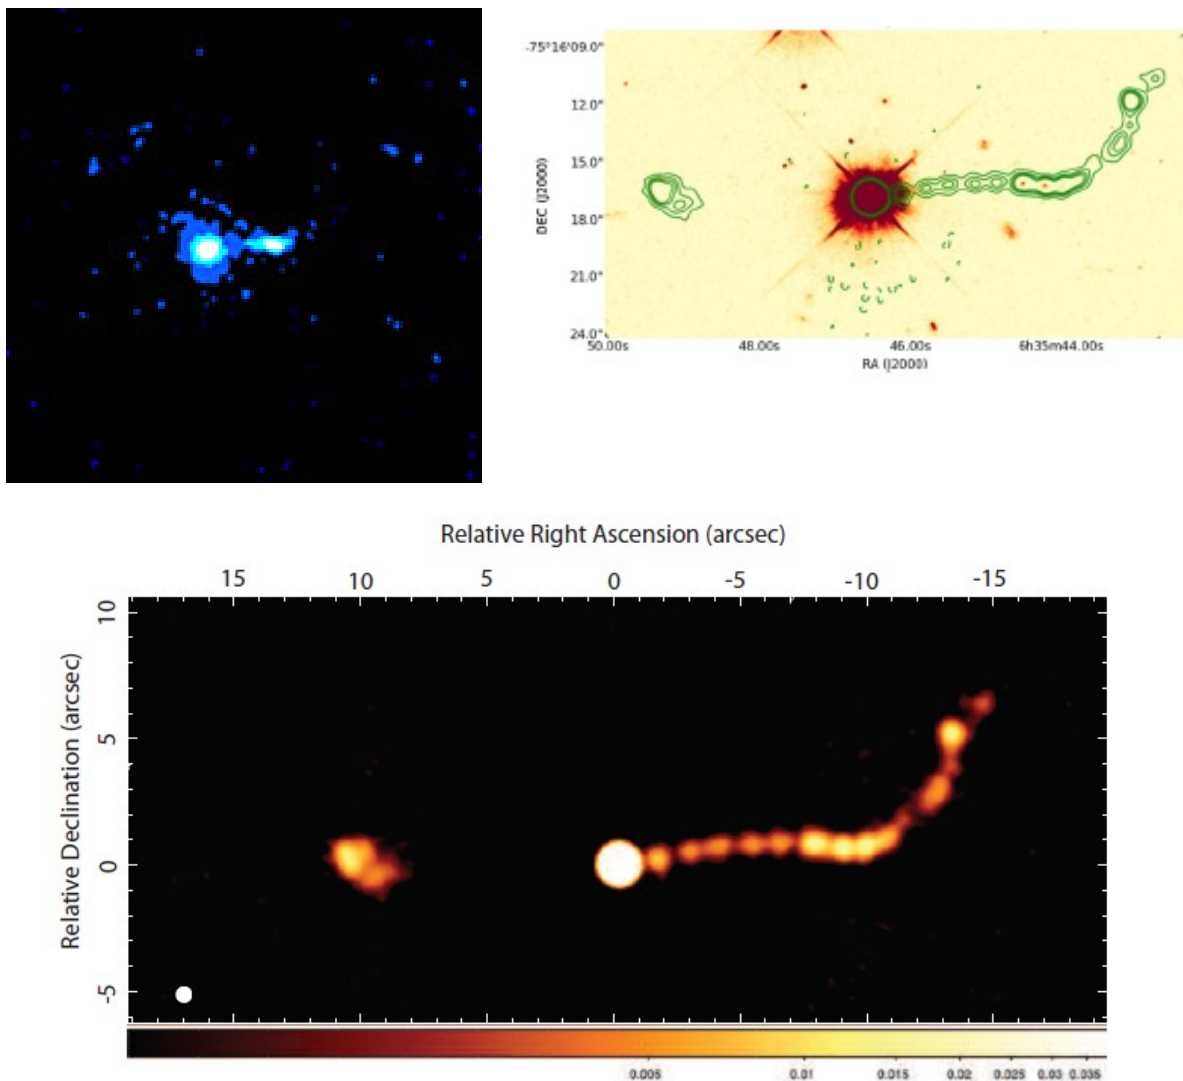 -75°16'09.0"
12.0"
15.0"
18.0"
21.0"
24.0"
DEC (J2000)
50.00s 48.00s 46.00s 6h35m44.00s
RA (J2000)
Relative Right Ascension (arcsec)
15 10 5 0 -5 -10 -15
Relative Declination (arcsec)
10
5
0
-5
0.005 0.01 0.015 0.02 0.025 0.03 0.035